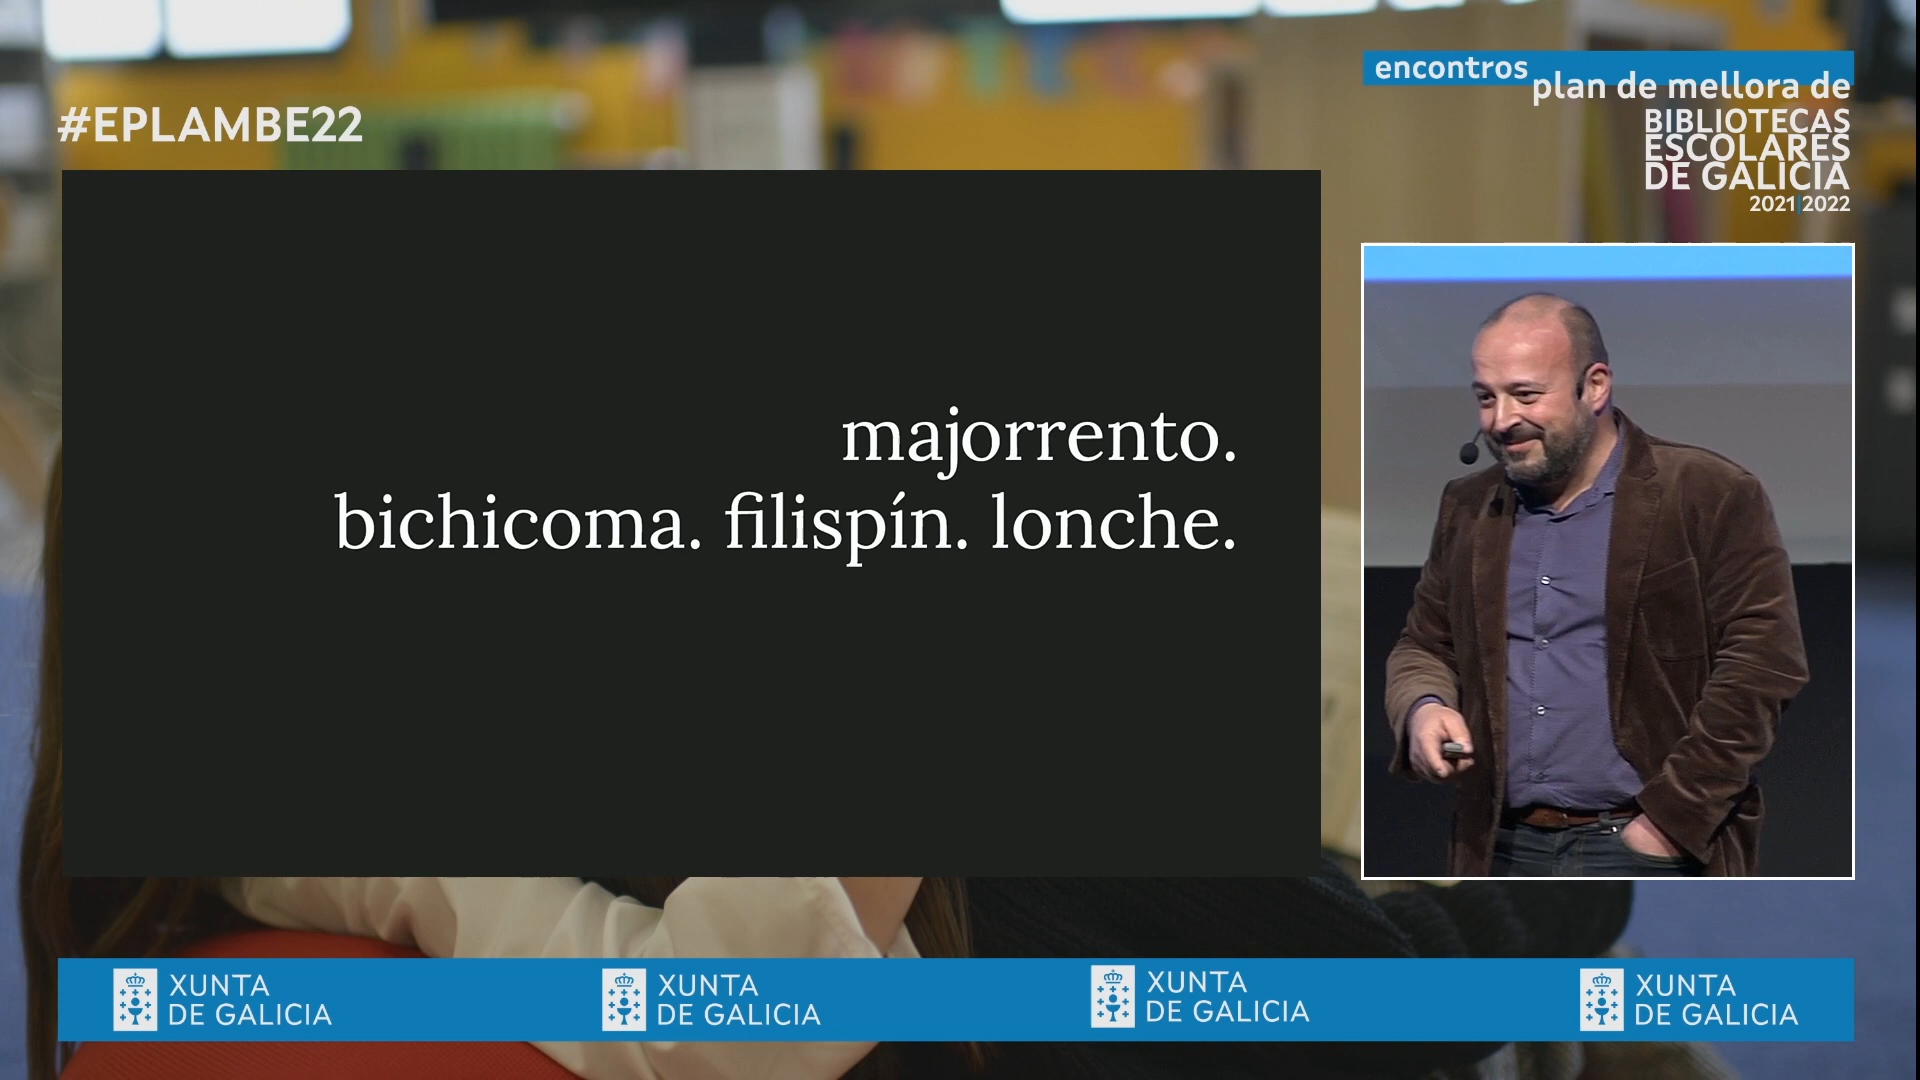 #EPLAMBE22
encontros
plan de mellora de
BIBLIOTECAS
ESCOLARES
DE GALICIA
2021|2022
majorrento.
bichicoma. filispín. lonche.
XUNTA
DE GALICIA
XUNTA
DE GALICIA
XUNTA
DE GALICIA
XUNTA
DE GALICIA